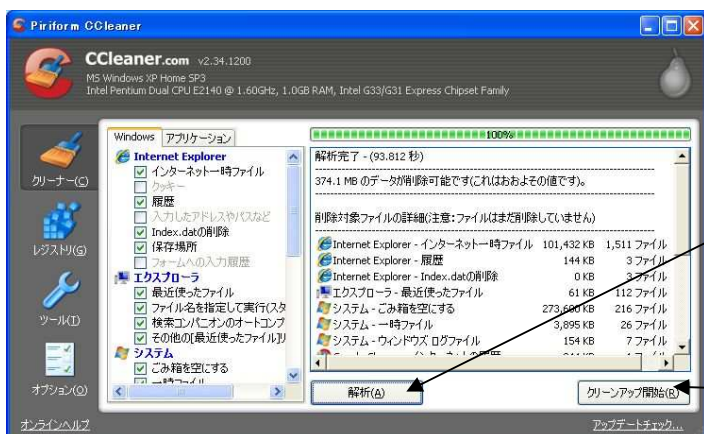 Piriform CCleaner
CCleaner.com v2.34.1200
MS Windows XP Home SP3
Intel Pentium Dual CPU E2140 @ 1.60GHz, 1.0GB RAM, Intel G33/G31 Express Chipset Family
クリーナー(C)
レジストリ(G)
ツール(T)
オプション(O)
Windows アプリケーション
Internet Explorer
インターネット一時ファイル
クッキー
履歴
入力したアドレスやパスなど
Index.datの削除
保存場所
フォームへの入力履歴
エクスプローラ
最近使ったファイル
ファイル名を指定して実行(スタ
検索コンパニオンのオートコンプ
その他の[最近使ったファイル]リ
システム
ごみ箱を空にする
一時ファイル
100%
解析完了 - (93.812 秒)
374.1 MB のデータが削除可能です(これはおおよその値です)。
削除対象ファイルの詳細(注意:ファイルはまだ削除していません)
Internet Explorer - インターネット一時ファイル 101,432 KB 1,511 ファイル
Internet Explorer - 履歴 144 KB 3 ファイル
Internet Explorer - Index.datの削除 0 KB 3 ファイル
エクスプローラ - 最近使ったファイル 61 KB 112 ファイル
システム - ごみ箱を空にする 273,600 KB 216 ファイル
システム - 一時ファイル 3,895 KB 26 ファイル
システム - ウィンドウズ ログファイル 154 KB 7 ファイル
解析(A)
クリーンアップ開始(R)
オンラインヘルプ
アップデートチェック...